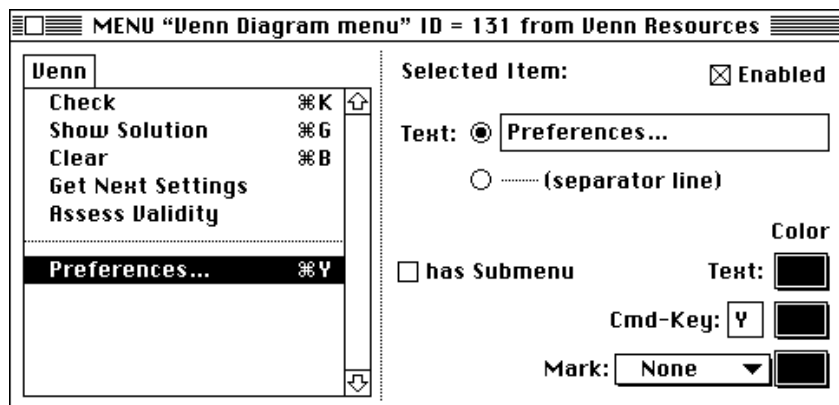 MENU “Venn Diagram menu” ID = 131 from Venn Resources
Venn
Check ⌘K
Show Solution ⌘G
Clear ⌘B
Get Next Settings
Assess Validity
Preferences... ⌘Y
Selected Item:
Enabled
Text:
Preferences...
(separator line)
Color
has Submenu
Text:
Cmd-Key: Y
Mark: None